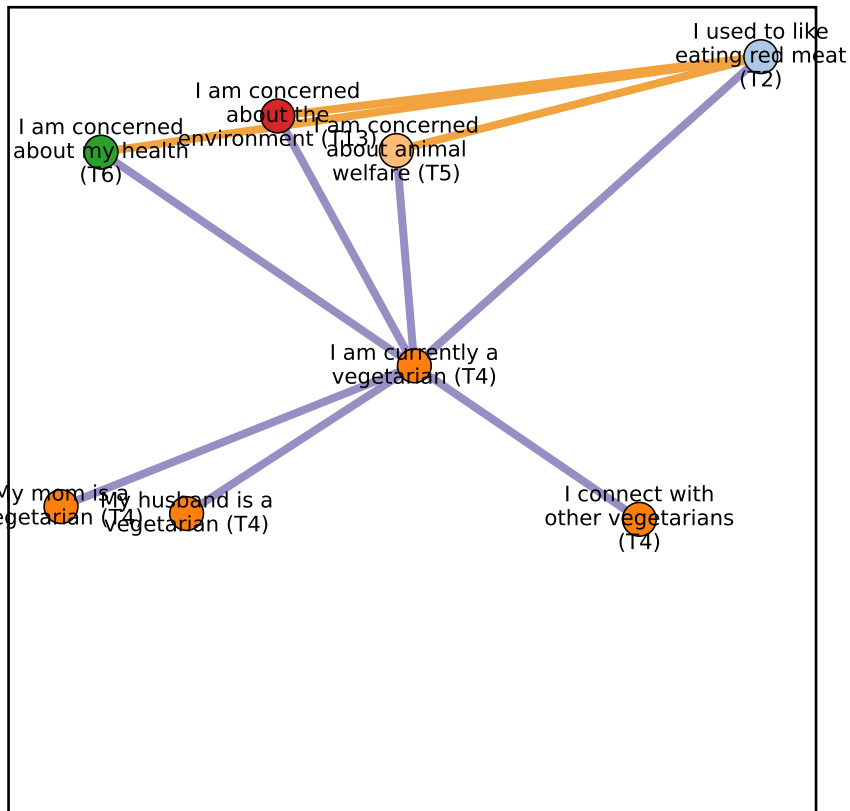 I used to like
eating red meat
(T2)
I am concerned
about the
environment (T13)
I am concerned
about my health
(T6)
I am concerned
about animal
welfare (T5)
I am currently a
vegetarian (T4)
My mom is a
egetarian (T4)
My husband is a
vegetarian (T4)
I connect with
other vegetarians
(T4)